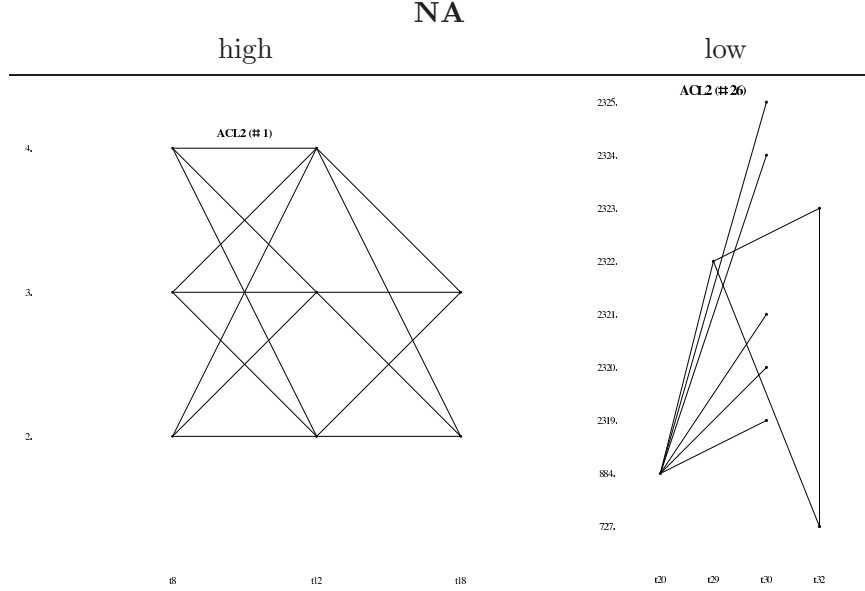 NA
high low
ACL2 (# 1)
4.
3.
2.
t8 t12 t18
ACL2 (# 26)
2325.
2324.
2323.
2322.
2321.
2320.
2319.
884.
727.
t20 t29 t30 t32